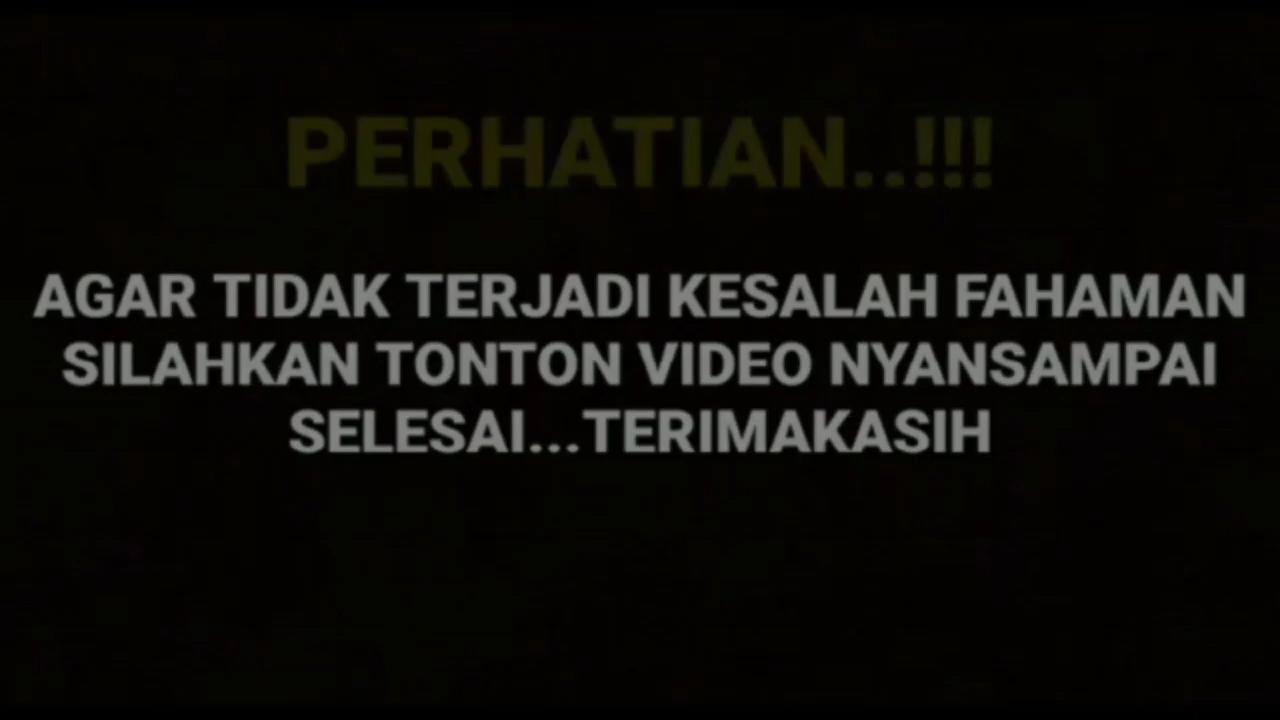 PERHATIAN..!!!
AGAR TIDAK TERJADI KESALAH FAHAMAN
SILAHKAN TONTON VIDEO NYANSAMPAI
SELESAI...TERIMAKASIH